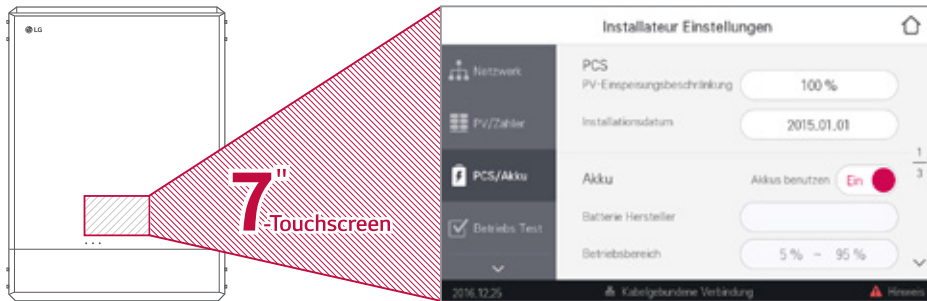 LG
7"-Touchscreen
Installateur Einstellungen
Netzwerk
PV/Zähler
PCS/Akku
Betriebs Test
PCS
PV-Einspeisungsbeschränkung 100 %
Installationsdatum 2015.01.01
Akku Akkus benutzen Ein
Batterie Hersteller
Betriebsbereich 5 % ~ 95 %
1
3
2016.12.25 Kabelgebundene Verbindung Hinweis